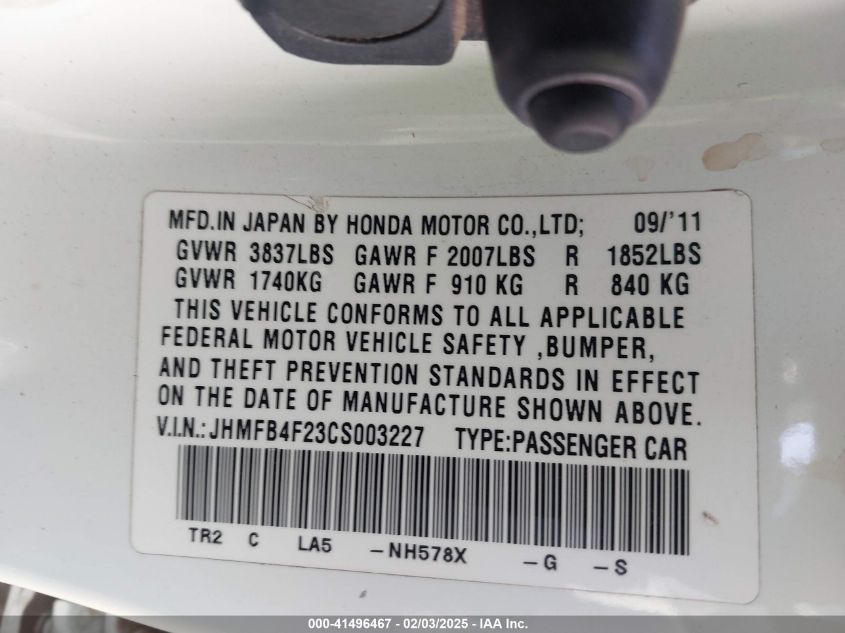 MFD.IN JAPAN BY HONDA MOTOR CO.,LTD; 09/'11
GVWR 3837LBS GAWR F 2007LBS R 1852LBS
GVWR 1740KG GAWR F 910 KG R 840 KG
THIS VEHICLE CONFORMS TO ALL APPLICABLE
FEDERAL MOTOR VEHICLE SAFETY ,BUMPER,
AND THEFT PREVENTION STANDARDS IN EFFECT
ON THE DATE OF MANUFACTURE SHOWN ABOVE.
V.I.N.: JHMFB4F23CS003227 TYPE:PASSENGER CAR
TR2 C LA5 -NH578X -G -S
000-41496467 - 02/03/2025 - IAA Inc.